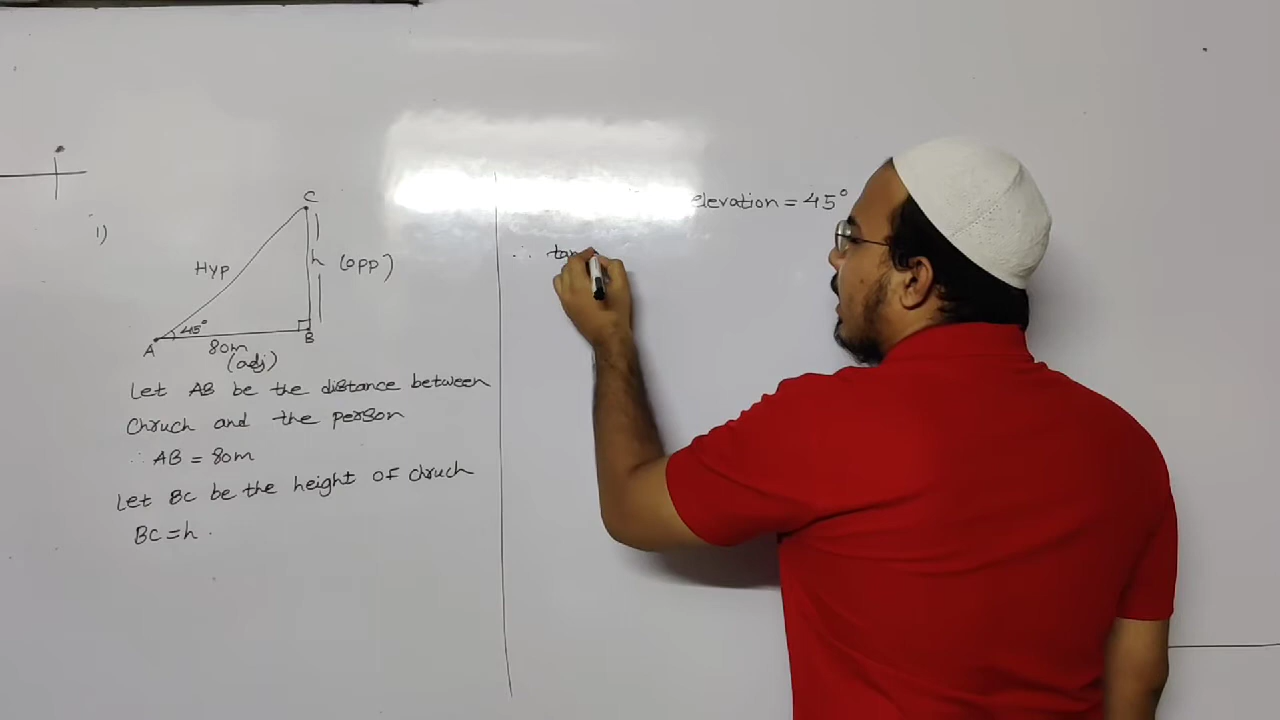 i)
C
Hyp
h (opp)
45°
A
80m
B
(adj)
Let AB be the distance between
Chruch and the person
∴ AB = 80m
Let BC be the height of chruch
BC = h .
elevation = 45°
∴ tan